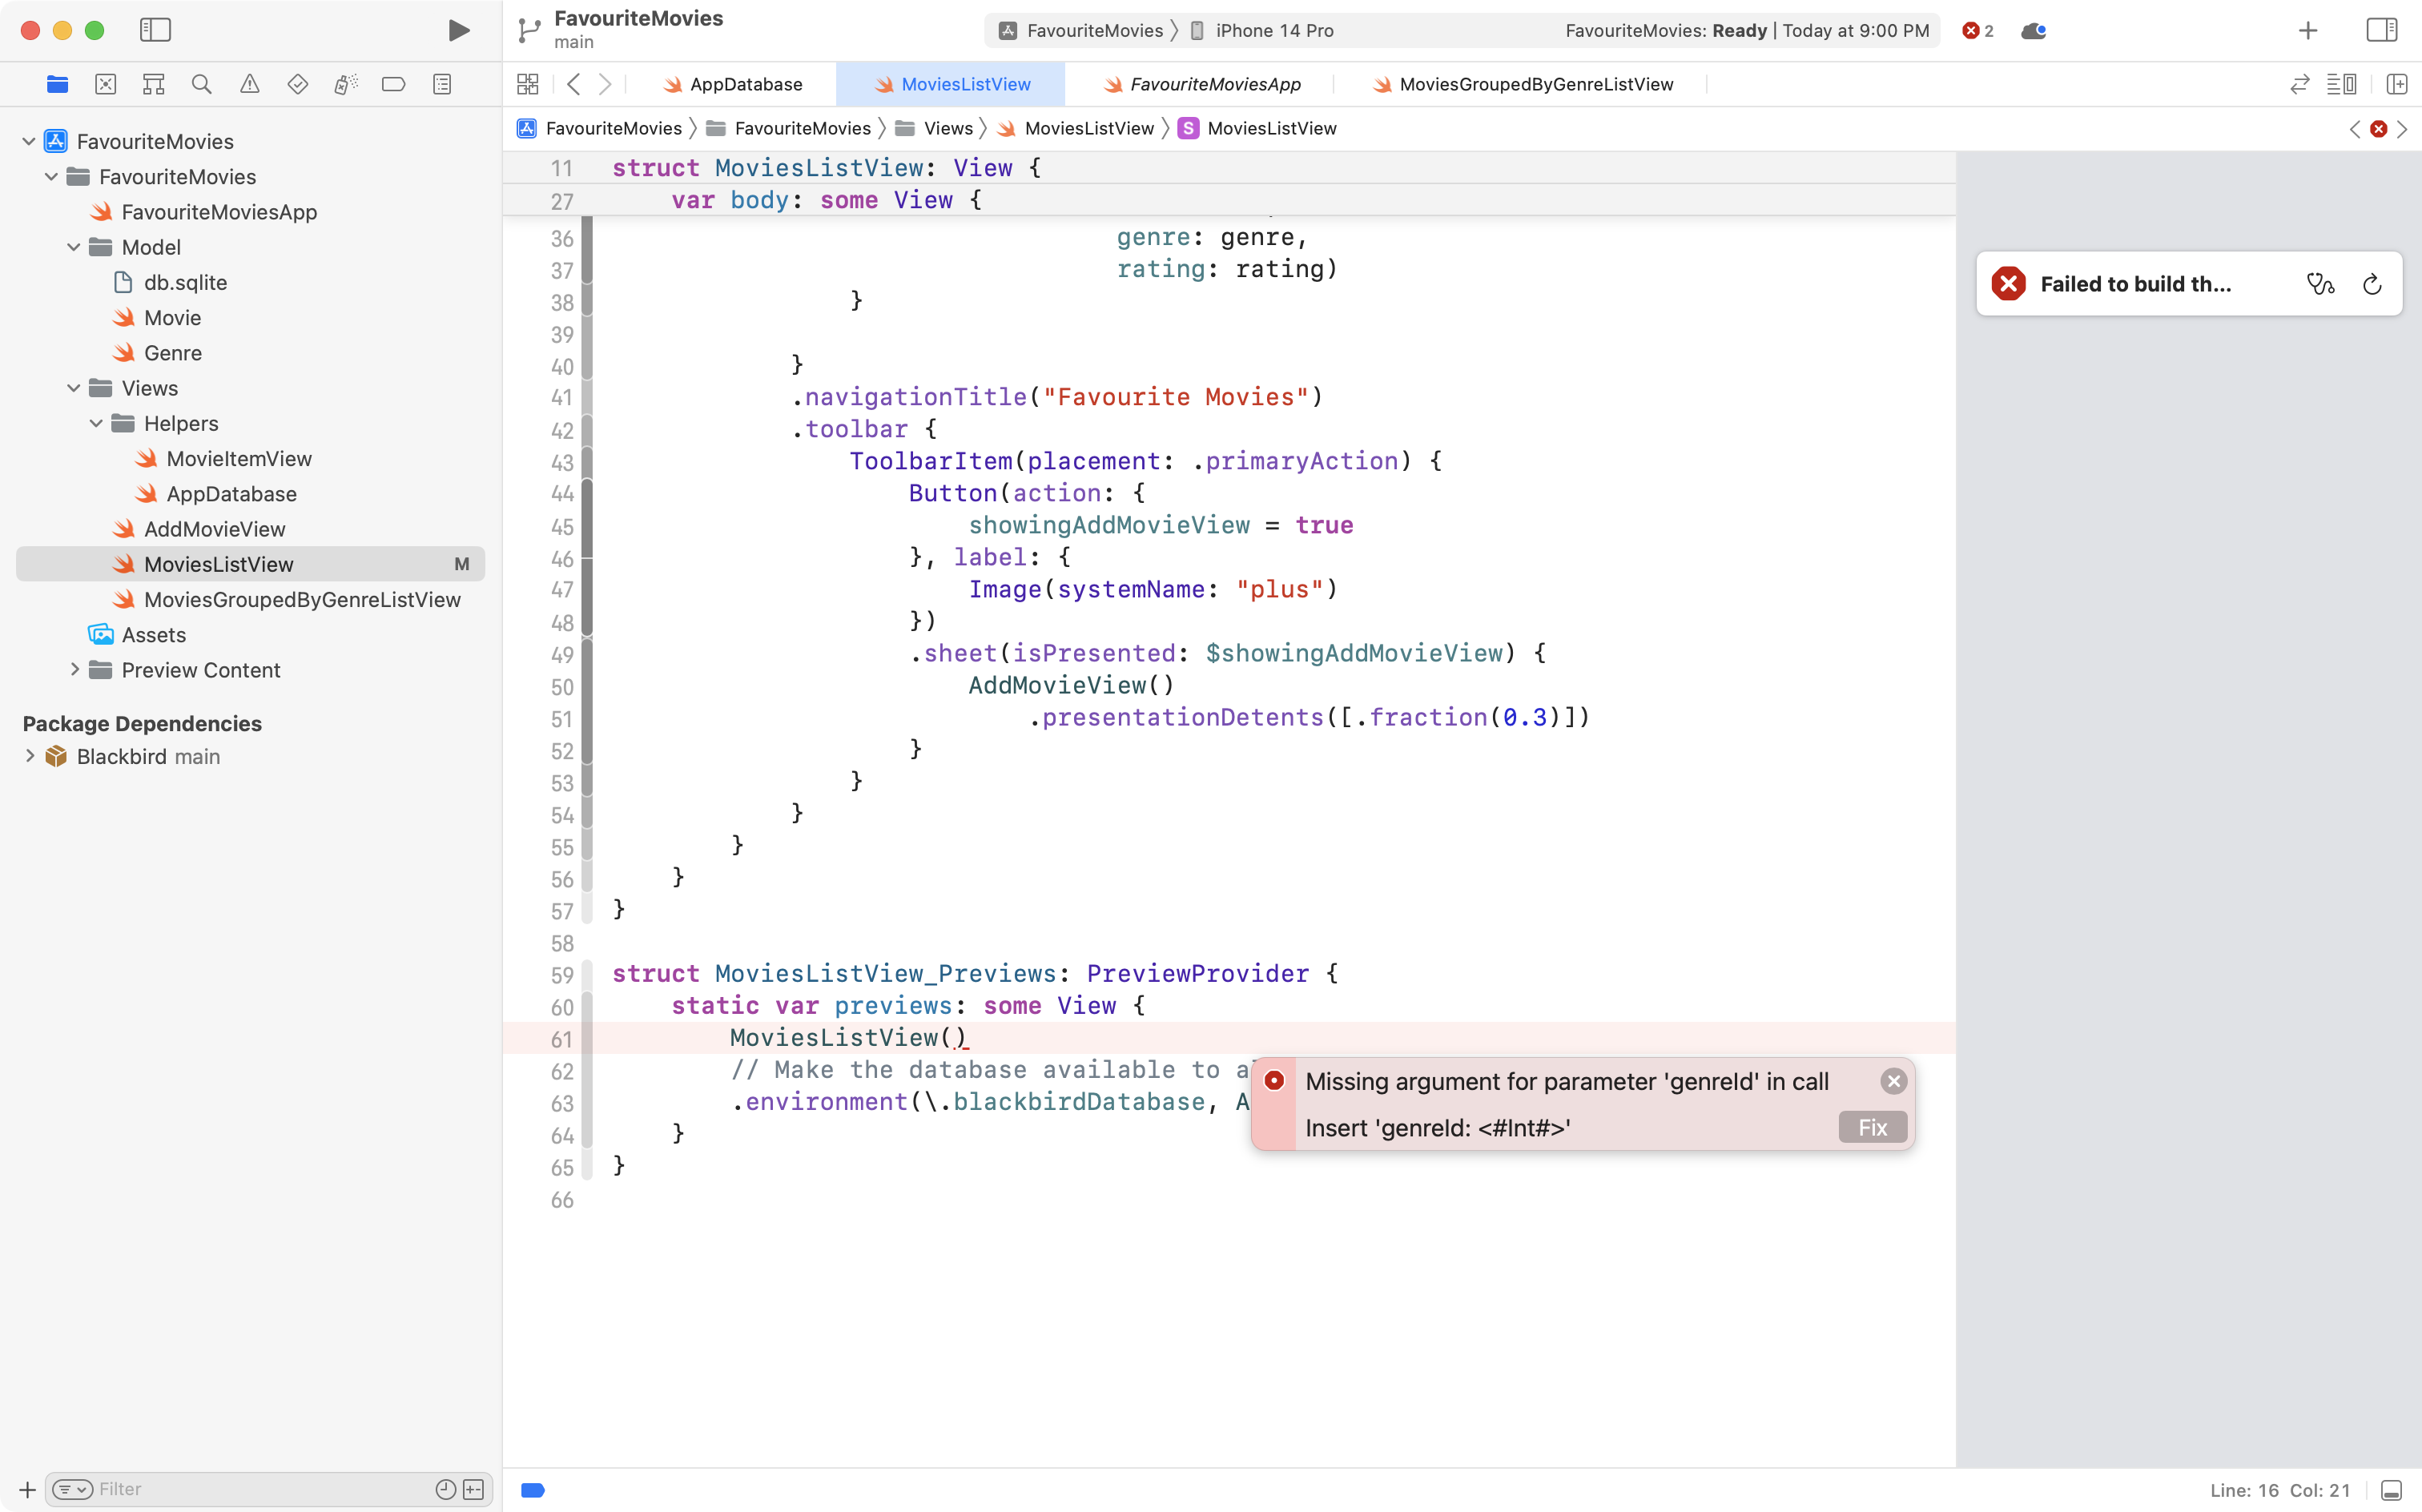 FavouriteMovies
main
FavouriteMovies
iPhone 14 Pro
FavouriteMovies: Ready | Today at 9:00 PM
2
AppDatabase
MoviesListView
FavouriteMoviesApp
MoviesGroupedByGenreListView
FavouriteMovies
FavouriteMovies
Views
MoviesListView
S
MoviesListView
FavouriteMovies
FavouriteMovies
FavouriteMoviesApp
Model
db.sqlite
Movie
Genre
Views
Helpers
MovieItemView
AppDatabase
AddMovieView
MoviesListView M
MoviesGroupedByGenreListView
Assets
Preview Content
Package Dependencies
Blackbird main
Filter
11 struct MoviesListView: View {
27 var body: some View {
36 genre: genre,
37 rating: rating)
38 }
39
40 }
41 .navigationTitle("Favourite Movies")
42 .toolbar {
43 ToolbarItem(placement: .primaryAction) {
44 Button(action: {
45 showingAddMovieView = true
46 }, label: {
47 Image(systemName: "plus")
48 })
49 .sheet(isPresented: $showingAddMovieView) {
50 AddMovieView()
51 .presentationDetents([.fraction(0.3)])
52 }
53 }
54 }
55 }
56 }
57 }
58
59 struct MoviesListView_Previews: PreviewProvider {
60 static var previews: some View {
61 MoviesListView()
62 // Make the database available to a
63 .environment(\.blackbirdDatabase, A
64 }
65 }
66
Missing argument for parameter 'genreId' in call
Insert 'genreId: <#Int#>'
Fix
Failed to build th...
Line: 16 Col: 21